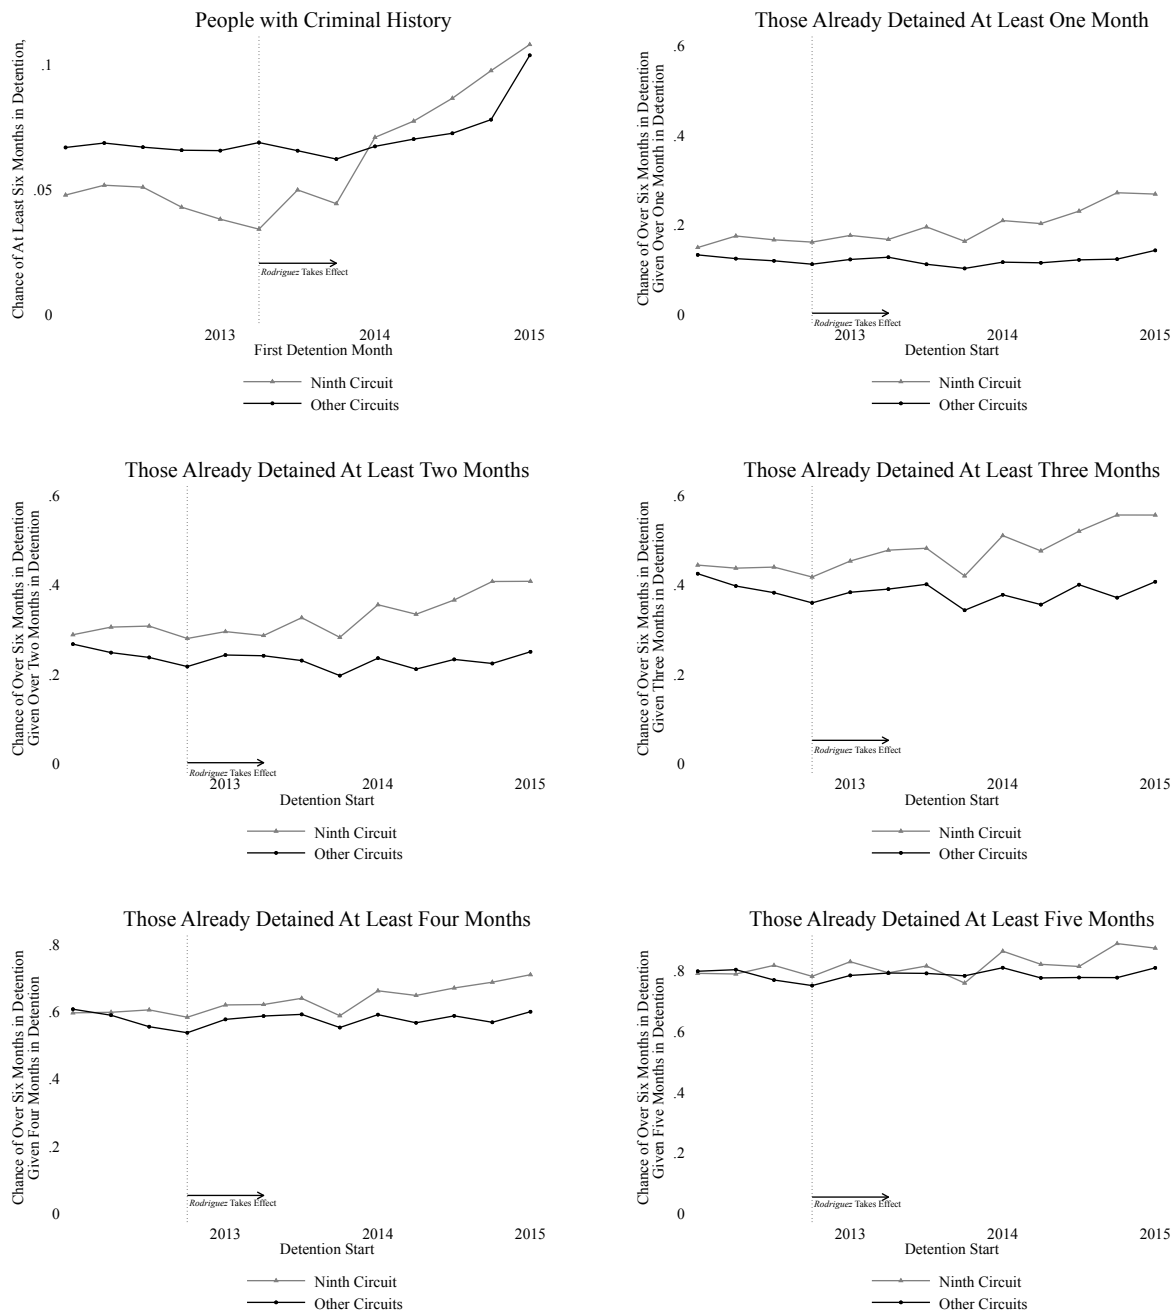 People with Criminal History
Chance of At Least Six Months in Detention,
.1
.05
0
Rodriguez Takes Effect
2013
2014
2015
First Detention Month
Ninth Circuit
Other Circuits
Those Already Detained At Least One Month
Chance of Over Six Months in Detention
Given Over One Month in Detention
.6
.4
.2
0
Rodriguez Takes Effect
2013
2014
2015
Detention Start
Ninth Circuit
Other Circuits
Those Already Detained At Least Two Months
Chance of Over Six Months in Detention
Given Over Two Months in Detention
.6
.4
.2
0
Rodriguez Takes Effect
2013
2014
2015
Detention Start
Ninth Circuit
Other Circuits
Those Already Detained At Least Three Months
Chance of Over Six Months in Detention
Given Three Months in Detention
.6
.4
.2
0
Rodriguez Takes Effect
2013
2014
2015
Detention Start
Ninth Circuit
Other Circuits
Those Already Detained At Least Four Months
Chance of Over Six Months in Detention
Given Four Months in Detention
.8
.6
.4
.2
0
Rodriguez Takes Effect
2013
2014
2015
Detention Start
Ninth Circuit
Other Circuits
Those Already Detained At Least Five Months
Chance of Over Six Months in Detention
Given Five Months in Detention
.8
.6
.4
.2
0
Rodriguez Takes Effect
2013
2014
2015
Detention Start
Ninth Circuit
Other Circuits